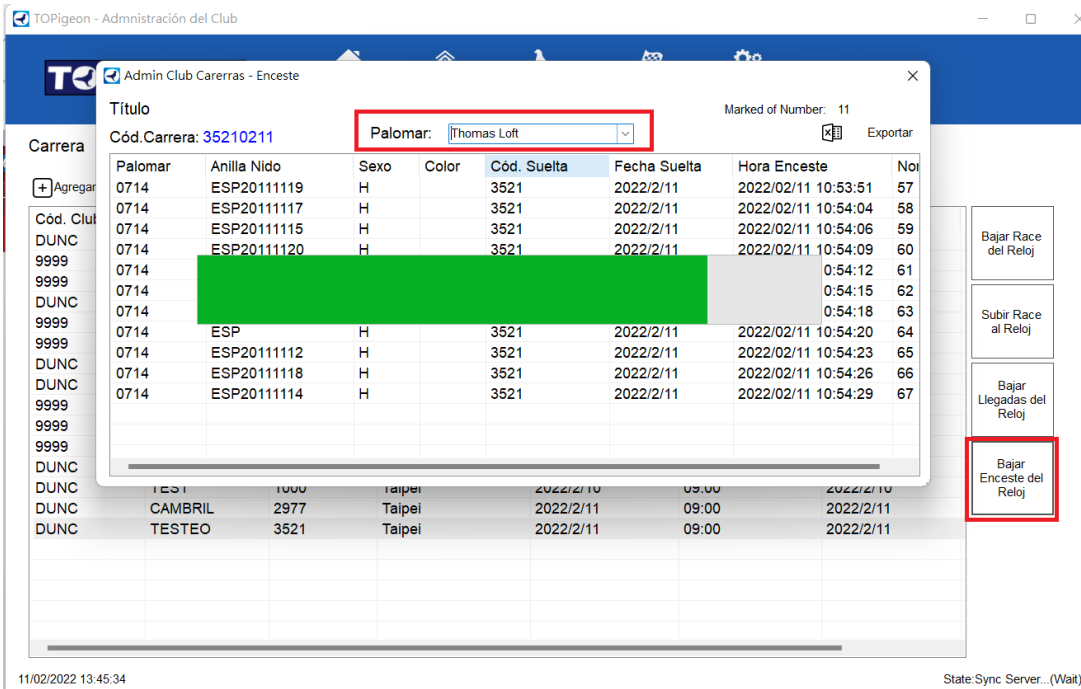 TOPigeon - Admnistración del Club
Admin Club Carerras - Enceste
Título
Marked of Number: 11
Cód.Carrera: 35210211
Palomar: Thomas Loft
Exportar
Palomar Anilla Nido Sexo Color Cód. Suelta Fecha Suelta Hora Enceste
0714 ESP20111119 H 3521 2022/2/11 2022/02/11 10:53:51 57
0714 ESP20111117 H 3521 2022/2/11 2022/02/11 10:54:04 58
0714 ESP20111115 H 3521 2022/2/11 2022/02/11 10:54:06 59
0714 ESP20111120 H 3521 2022/2/11 2022/02/11 10:54:09 60
0714 0:54:12 61
0714 0:54:15 62
0714 0:54:18 63
0714 ESP H 3521 2022/2/11 2022/02/11 10:54:20 64
0714 ESP20111112 H 3521 2022/2/11 2022/02/11 10:54:23 65
0714 ESP20111118 H 3521 2022/2/11 2022/02/11 10:54:26 66
0714 ESP20111114 H 3521 2022/2/11 2022/02/11 10:54:29 67
Carrera
Agregar
Cód. Club
DUNC
9999
9999
DUNC
9999
9999
DUNC
DUNC
9999
9999
9999
DUNC
DUNC TEST 1000 Taipei 2022/2/10 09:00 2022/2/10
DUNC CAMBRIL 2977 Taipei 2022/2/11 09:00 2022/2/11
DUNC TESTEO 3521 Taipei 2022/2/11 09:00 2022/2/11
Bajar Race
del Reloj
Subir Race
al Reloj
Bajar
Llegadas del
Reloj
Bajar
Enceste del
Reloj
11/02/2022 13:45:34
State:Sync Server...(Wait)